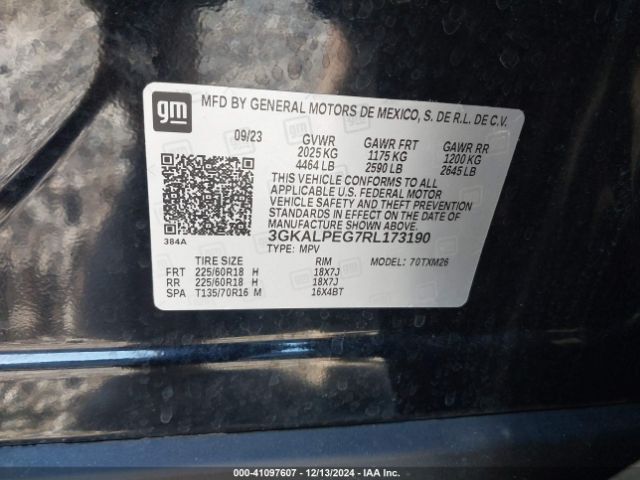 gm
MFD BY GENERAL MOTORS DE MEXICO, S. DE R.L. DE C.V.
09/23 GVWR GAWR FRT GAWR RR
2025 KG 1175 KG 1200 KG
4464 LB 2590 LB 2645 LB
THIS VEHICLE CONFORMS TO ALL
APPLICABLE U.S. FEDERAL MOTOR
VEHICLE SAFETY AND THEFT PREVENTION
STANDARDS IN EFFECT ON THE DATE
OF MANUFACTURE SHOWN ABOVE.
384A 3GKALPEG7RL173190
TYPE: MPV MODEL: 70TXM26
TIRE SIZE RIM
FRT 225/60R18 H 18X7J
RR 225/60R18 H 18X7J
SPA T135/70R16 M 16X4BT
000-41097607 - 12/13/2024 - IAA Inc.